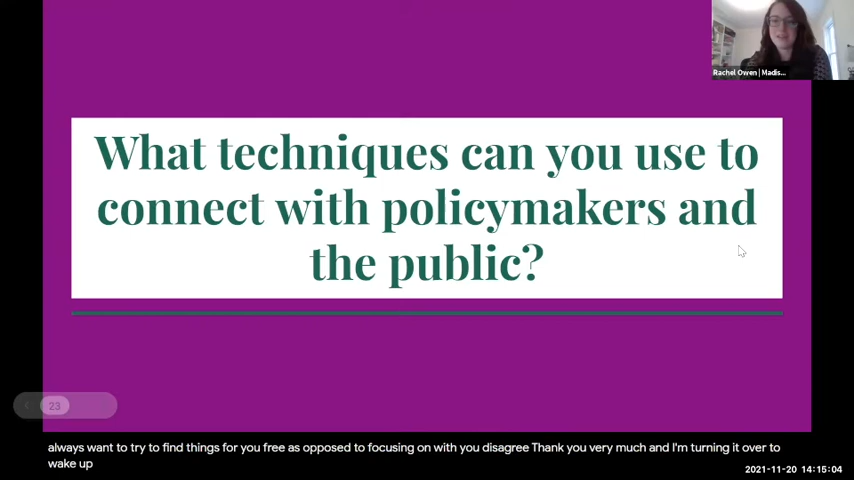 Rachel Owen | Madis...
What techniques can you use to
connect with policymakers and
the public?
23
always want to try to find things for you free as opposed to focusing on with you disagree Thank you very much and I'm turning it over to
wake up
2021-11-20 14:15:04